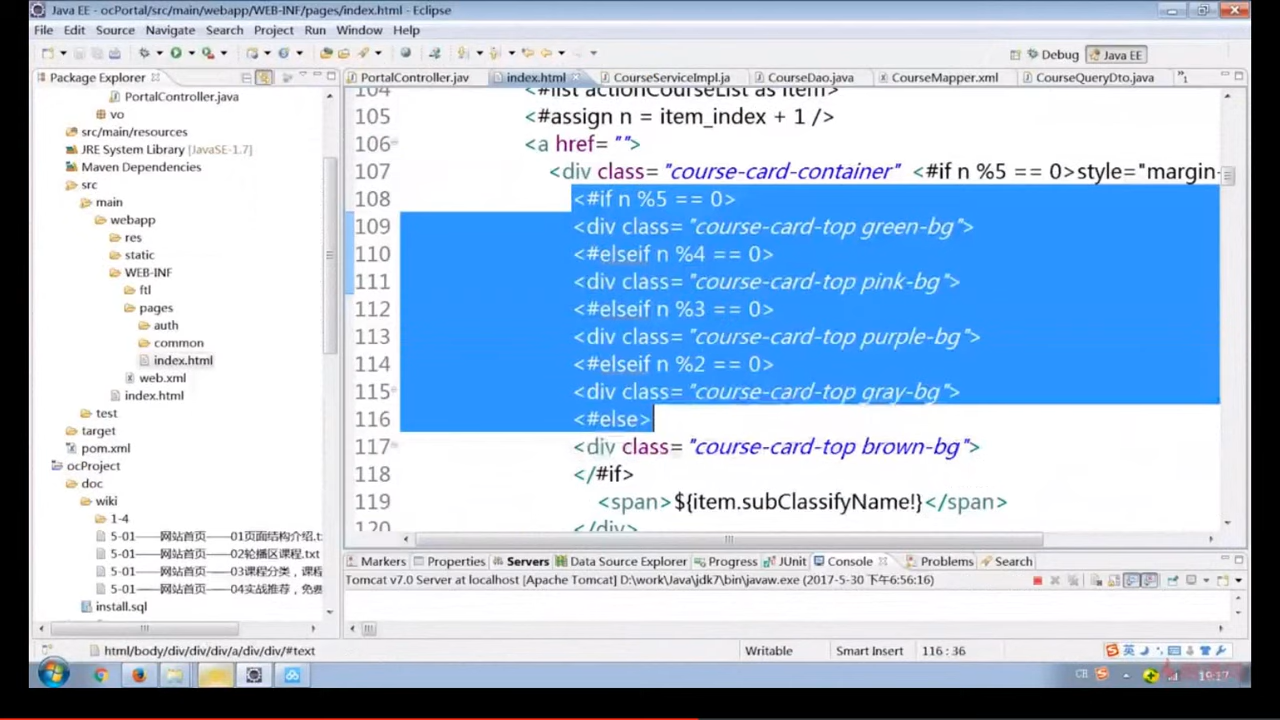 Java EE - ocPortal/src/main/webapp/WEB-INF/pages/index.html - Eclipse
File Edit Source Navigate Search Project Run Window Help
Debug Java EE
Package Explorer
PortalController.jav index.html CourseServiceImpl.ja CourseDao.java CourseMapper.xml CourseQueryDto.java »1
PortalController.java
vo
src/main/resources
JRE System Library [JavaSE-1.7]
Maven Dependencies
src
main
webapp
res
static
WEB-INF
ftl
pages
auth
common
index.html
web.xml
index.html
test
target
pom.xml
ocProject
doc
wiki
1-4
5-01——网站首页——01页面结构介绍.t
5-01——网站首页——02轮播区课程.txt
5-01——网站首页——03课程分类，课程
5-01——网站首页——04实战推荐，免费
install.sql
104 <#list actionCourseList as item>
105 <#assign n = item_index + 1 />
106 <a href= "">
107 <div class= "course-card-container" <#if n %5 == 0>style="margin-
108 <#if n %5 == 0>
109 <div class= "course-card-top green-bg">
110 <#elseif n %4 == 0>
111 <div class= "course-card-top pink-bg">
112 <#elseif n %3 == 0>
113 <div class= "course-card-top purple-bg">
114 <#elseif n %2 == 0>
115 <div class= "course-card-top gray-bg">
116 <#else>
117 <div class= "course-card-top brown-bg">
118 </#if>
119 <span>${item.subClassifyName!}</span>
120 </div>
Markers Properties Servers Data Source Explorer Progress JUnit Console Problems Search
Tomcat v7.0 Server at localhost [Apache Tomcat] D:\work\Java\jdk7\bin\javaw.exe (2017-5-30 下午6:56:16)
html/body/div/div/div/a/div/div/#text Writable Smart Insert 116 : 36
英
CH 19:17